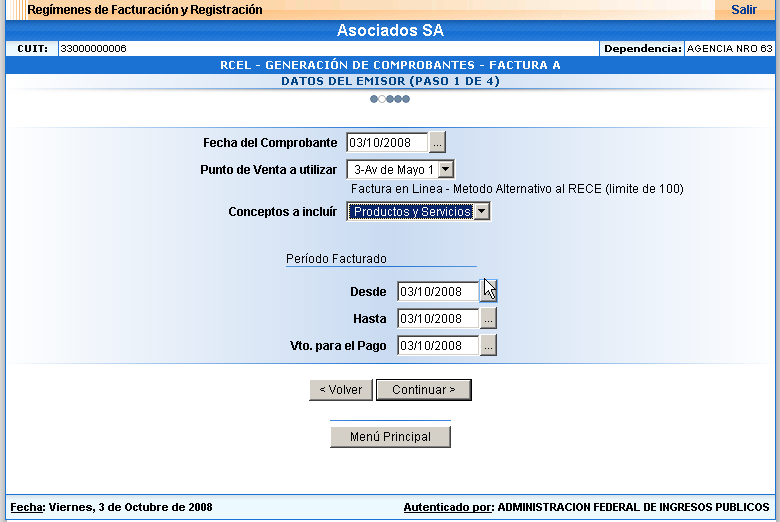 Regímenes de Facturación y Registración Salir
Asociados SA
CUIT: 33000000006 Dependencia: AGENCIA NRO 63
RCEL - GENERACIÓN DE COMPROBANTES - FACTURA A
DATOS DEL EMISOR (PASO 1 DE 4)
Fecha del Comprobante 03/10/2008 ...
Punto de Venta a utilizar 3-Av de Mayo 1
Factura en Linea - Metodo Alternativo al RECE (limite de 100)
Conceptos a incluír Productos y Servicios
Período Facturado
Desde 03/10/2008
Hasta 03/10/2008 ...
Vto. para el Pago 03/10/2008 ...
< Volver Continuar >
Menú Principal
Fecha: Viernes, 3 de Octubre de 2008 Autenticado por: ADMINISTRACION FEDERAL DE INGRESOS PUBLICOS